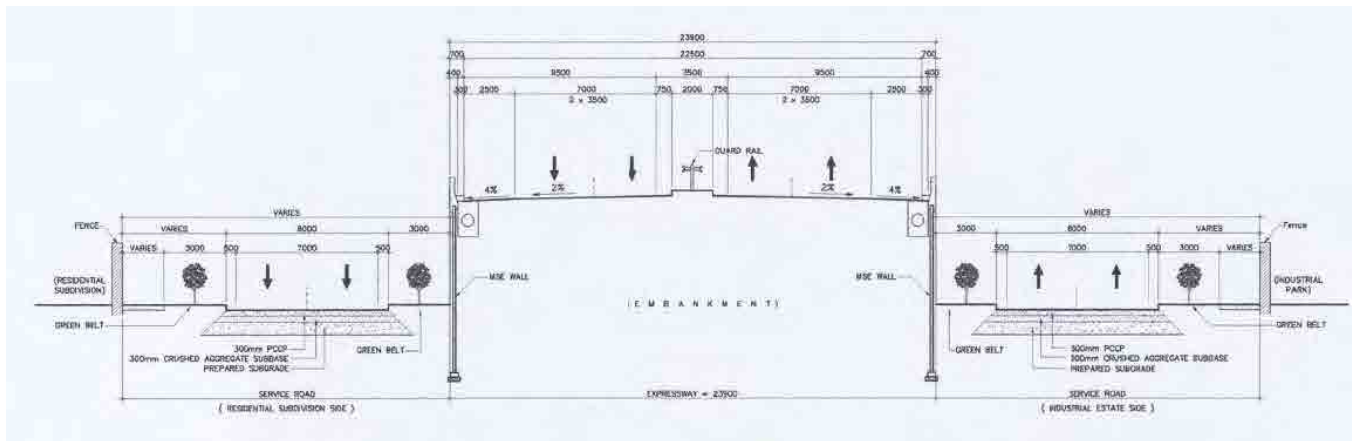 23900
700 22500 700
400 9500 3500 9500 400
300 2500 7000 750 2000 750 7000 2500 300
2 x 3500 2 x 3500
GUARD RAIL
4% 2% 2% 4%
VARIES VARIES
FENCE Fence
VARIES 8000 3000 3000 8000 VARIES
VARIES 3000 500 7000 500 500 7000 500 3000 VARIES
(RESIDENTIAL
SUBDIVISION)
MSE WALL MSE WALL
(INDUSTRIAL
PARK)
(EMBANKMENT)
GREEN BELT GREEN BELT GREEN BELT GREEN BELT
300mm PCCP 300mm PCCP
300mm CRUSHED AGGREGATE SUBBASE 300mm CRUSHED AGGREGATE SUBBASE
PREPARED SUBGRADE PREPARED SUBGRADE
SERVICE ROAD EXPRESSWAY = 23900 SERVICE ROAD
( RESIDENTIAL SUBDIVISION SIDE ) ( INDUSTRIAL ESTATE SIDE )